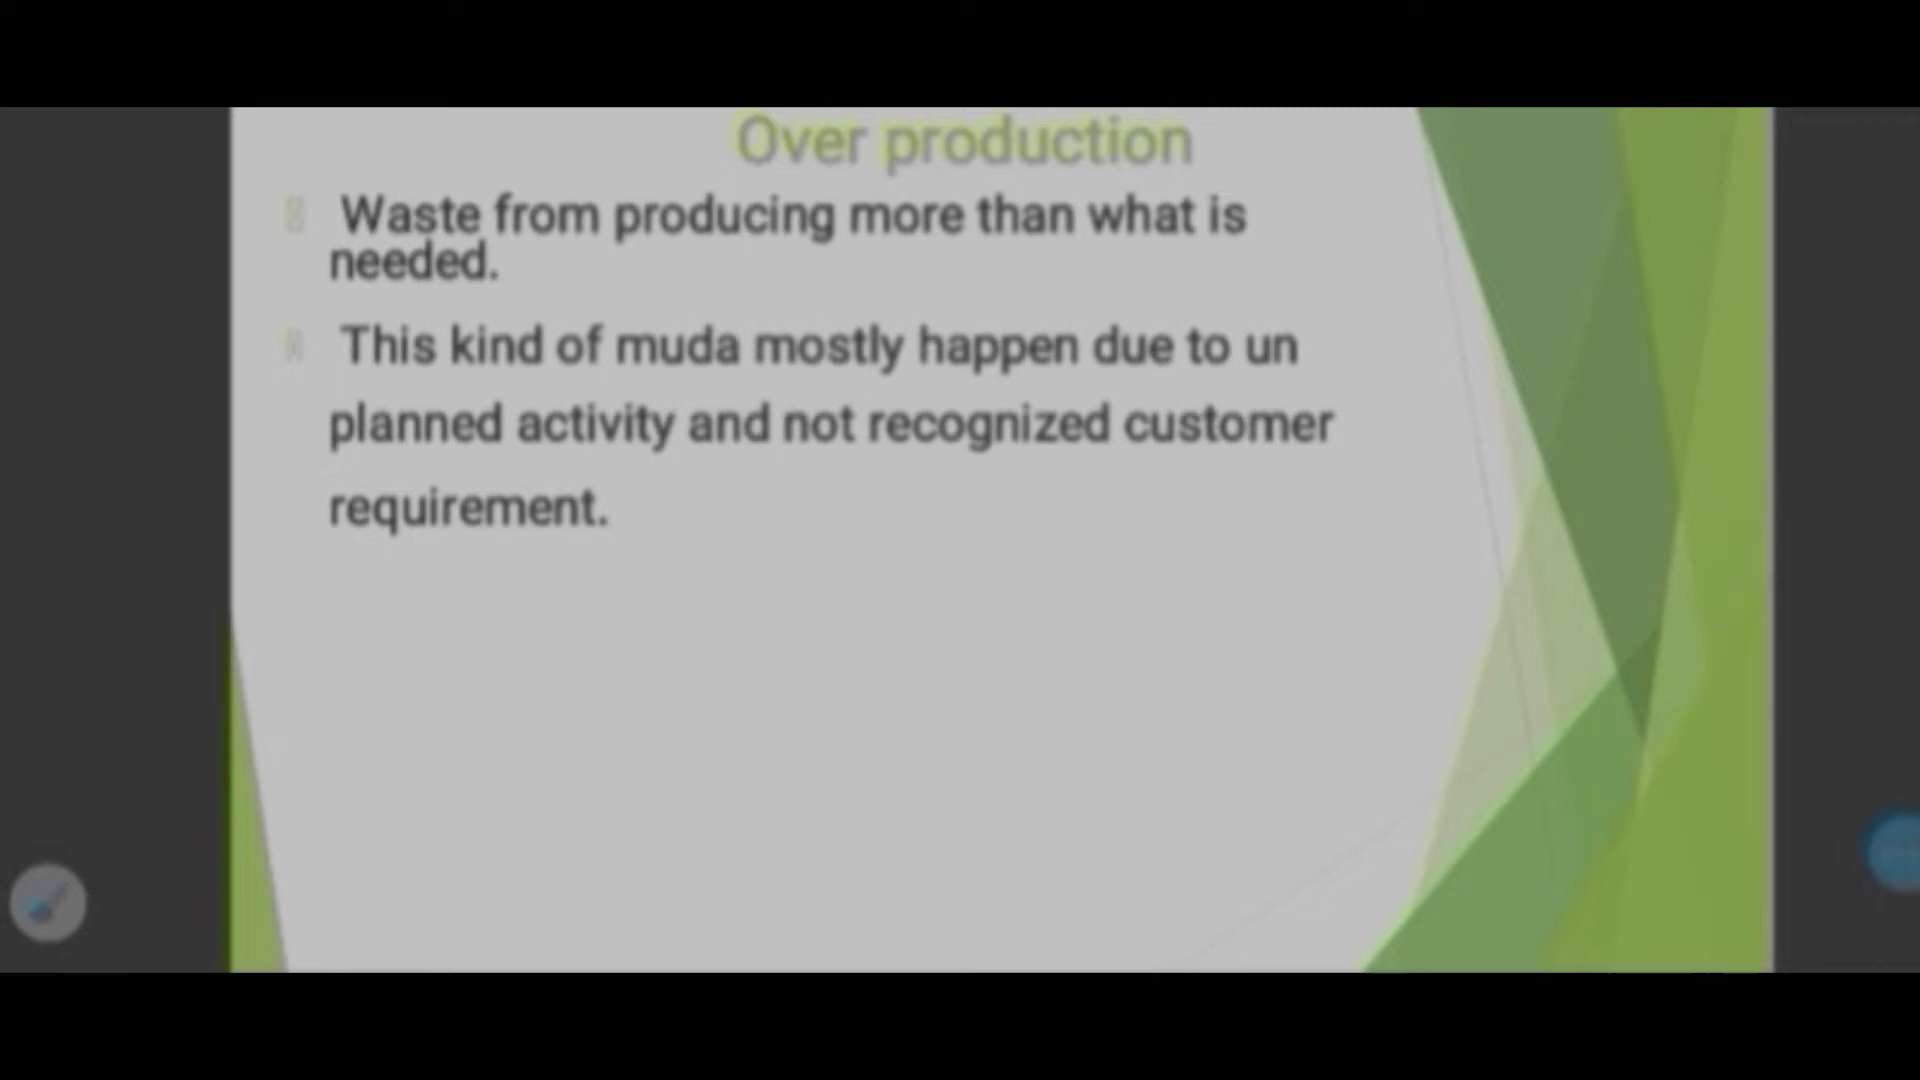 Over production
Waste from producing more than what is
needed.
This kind of muda mostly happen due to un
planned activity and not recognized customer
requirement.